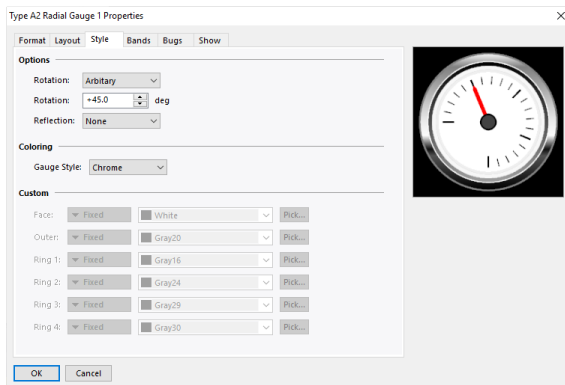 Type A2 Radial Gauge 1 Properties
Format Layout Style Bands Bugs Show
Options
Rotation: Arbitary
Rotation: +45.0 deg
Reflection: None
Coloring
Gauge Style: Chrome
Custom
Face: Fixed White Pick...
Outer: Fixed Gray20 Pick...
Ring 1: Fixed Gray16 Pick...
Ring 2: Fixed Gray24 Pick...
Ring 3: Fixed Gray29 Pick...
Ring 4: Fixed Gray30 Pick...
OK Cancel